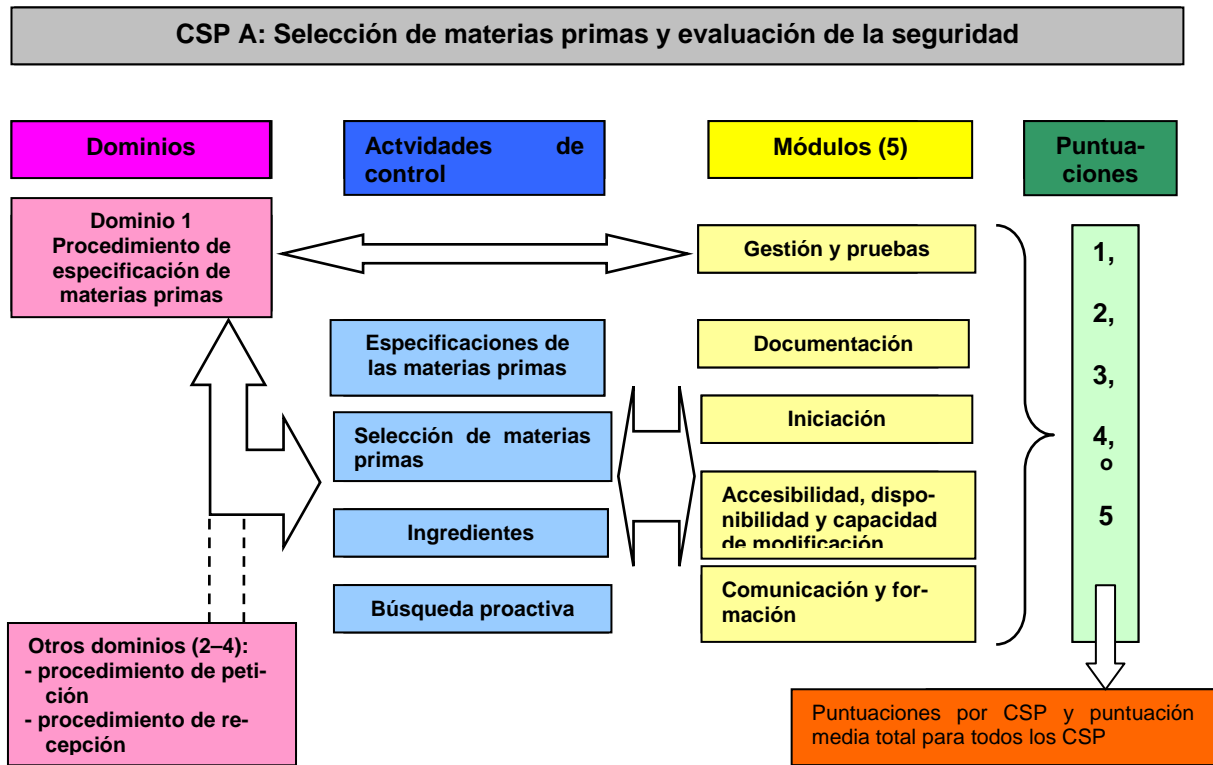 CSP A: Selección de materias primas y evaluación de la seguridad
Dominios
Actvidades de
control
Módulos (5)
Puntua-
ciones
Dominio 1
Procedimiento de
especificación de
materias primas
Especificaciones de
las materias primas
Selección de materias
primas
Ingredientes
Búsqueda proactiva
Gestión y pruebas
Documentación
Iniciación
Accesibilidad, dispo-
nibilidad y capacidad
de modificación
Comunicación y for-
mación
1,
2,
3,
4,
o
5
Otros dominios (2–4):
- procedimiento de peti-
ción
- procedimiento de re-
cepción
Puntuaciones por CSP y puntuación
media total para todos los CSP